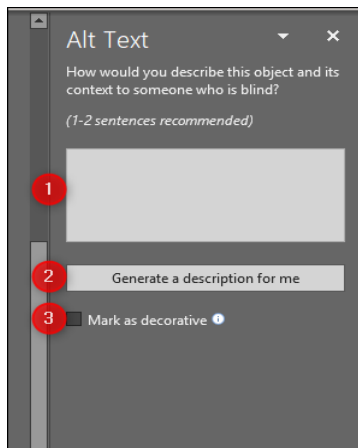 Alt Text
How would you describe this object and its
context to someone who is blind?
(1-2 sentences recommended)
1
2 Generate a description for me
3 Mark as decorative